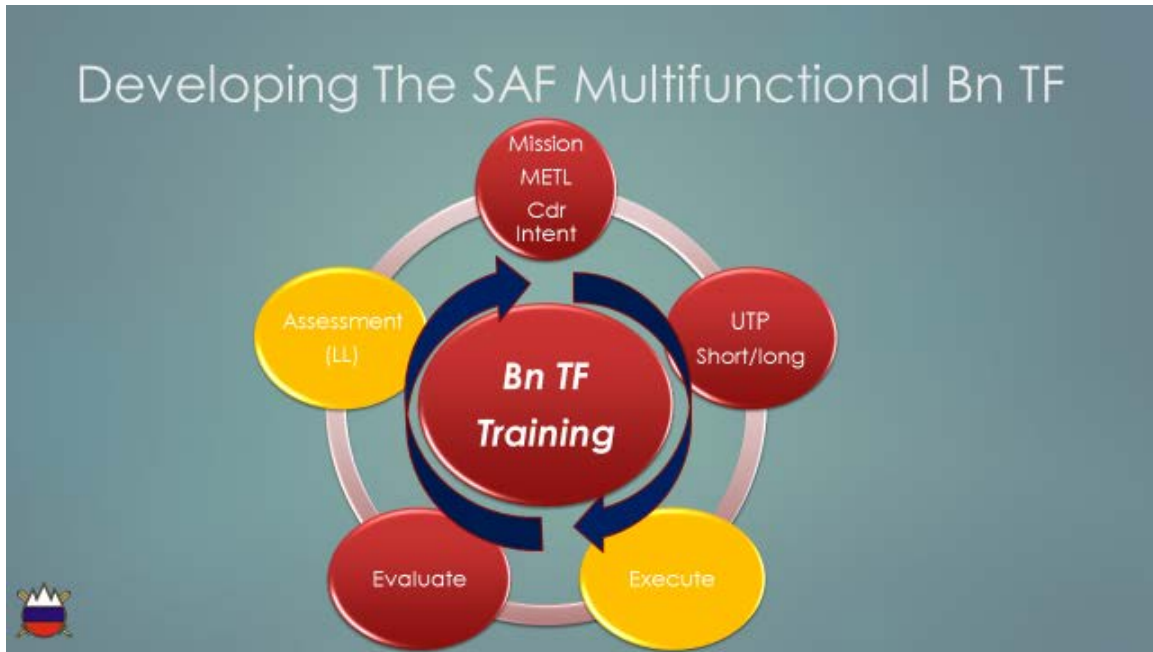 Developing The SAF Multifunctional Bn TF
Mission
METL
Cdr
Intent
UTP
Short/long
Execute
Evaluate
Assessment
(LL)
Bn TF
Training